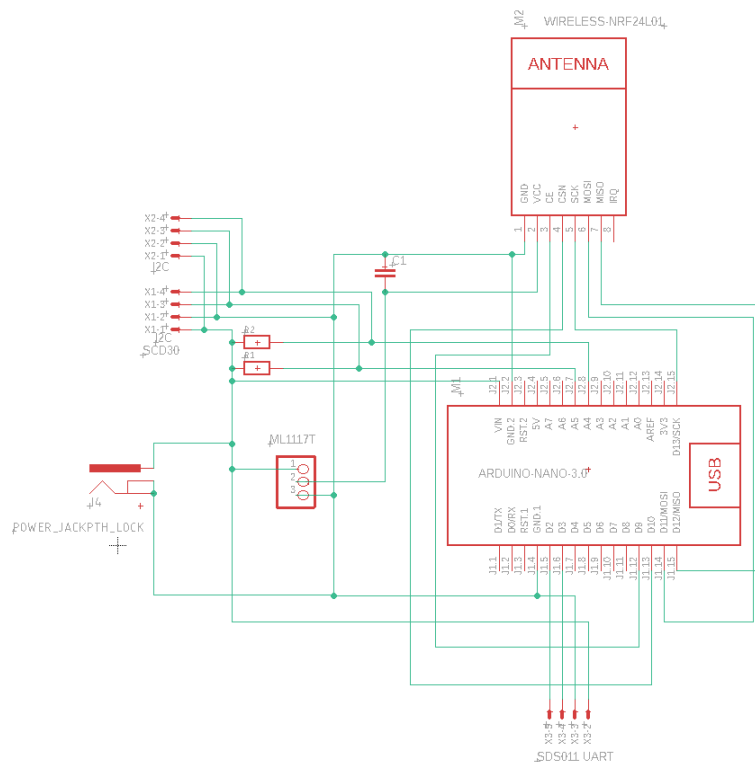 M2
WIRELESS-NRF24L01
ANTENNA
GND
VCC
CE
CSN
SCK
MOSI
MISO
IRQ
1
2
3
4
5
6
7
8
X2-4
X2-3
X2-2
X2-1
I2C
X1-4
X1-3
X1-2
X1-1
I2C
SCD30
C1
R2
R1
M1
J2.1
J2.2
J2.3
J2.4
J2.5
J2.6
J2.7
J2.8
J2.9
J2.10
J2.11
J2.12
J2.13
J2.14
J2.15
VIN
GND.2
RST.2
5V
A7
A6
A5
A4
A3
A2
A1
A0
AREF
3V3
D13/SCK
ARDUINO-NANO-3.0
USB
D1/TX
D0/RX
RST.1
GND.1
D2
D3
D4
D5
D6
D7
D8
D9
D10
D11/MOSI
D12/MISO
J1.1
J1.2
J1.3
J1.4
J1.5
J1.6
J1.7
J1.8
J1.9
J1.10
J1.11
J1.12
J1.13
J1.14
J1.15
ML1117T
1
2
3
J4
POWER_JACKPTH_LOCK
X3-5
X3-4
X3-3
X3-2
SDS011 UART